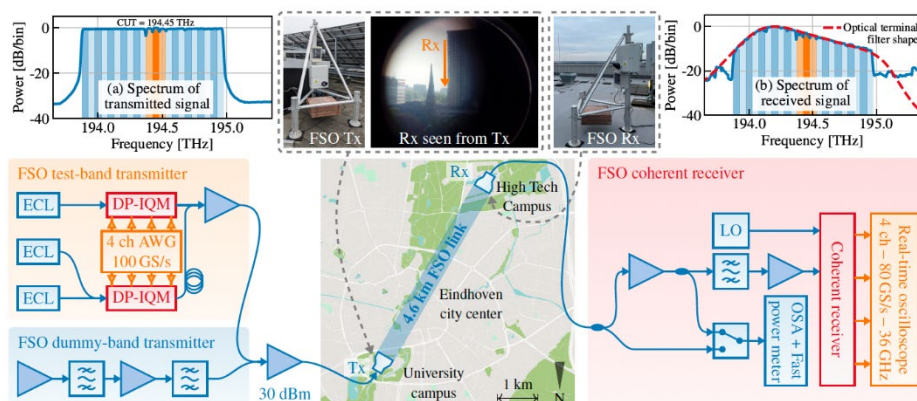 CUT = 194.45 THz
Power [dB/bin]
0
-20
-40
(a) Spectrum of
transmitted signal
194.0
194.5
195.0
Frequency [THz]
FSO Tx
Rx
Rx seen from Tx
FSO Rx
Power [dB/bin]
0
-20
-40
Optical terminal
filter shape
(b) Spectrum of
received signal
194.0
194.5
195.0
Frequency [THz]
FSO test-band transmitter
ECL
DP-IQM
ECL
4 ch AWG
100 GS/s
ECL
DP-IQM
FSO dummy-band transmitter
30 dBm
Rx
High Tech
Campus
4.6 km FSO link
Eindhoven
city center
Tx
University
campus
1 km
N
FSO coherent receiver
LO
OSA + Fast
power meter
Coherent receiver
Real-time oscilloscope
4 ch – 80 GS/s – 36 GHz